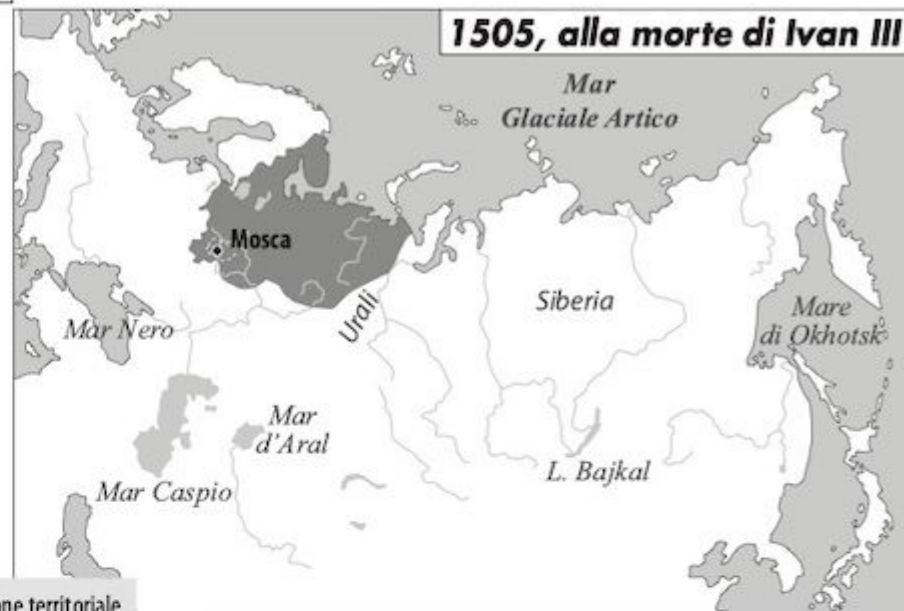 1505, alla morte di Ivan III
Mar
Glaciale Artico
Mosca
Siberia
Mare
di Okhotsk
Urali
Mar Nero
Mar
d'Aral
L. Bajkal
Mar Caspio
territoriale